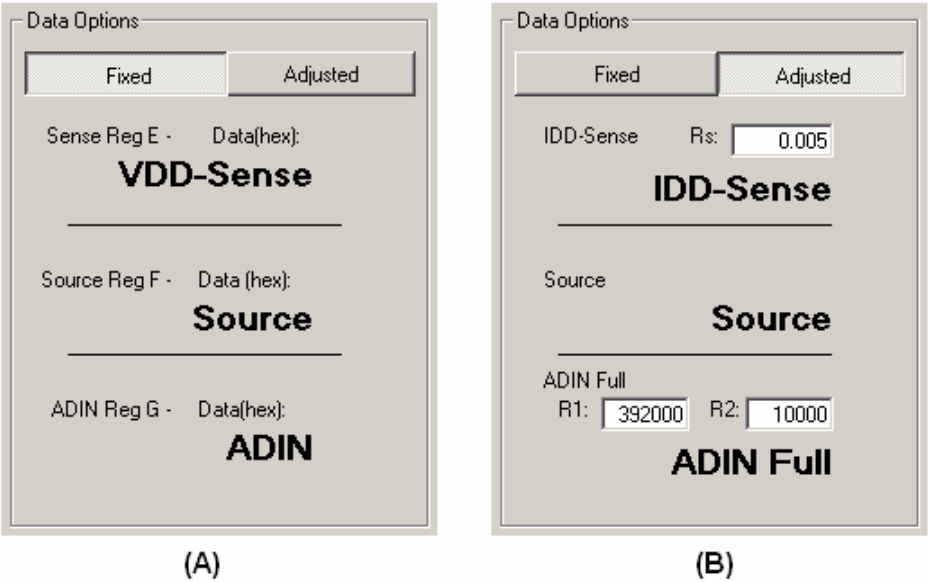 Data Options
Fixed Adjusted
Sense Reg E - Data(hex):
VDD-Sense
Source Reg F - Data (hex):
Source
ADIN Reg G - Data(hex):
ADIN
(A)
Data Options
Fixed Adjusted
IDD-Sense Rs: 0.005
IDD-Sense
Source
Source
ADIN Full
R1: 392000 R2: 10000
ADIN Full
(B)